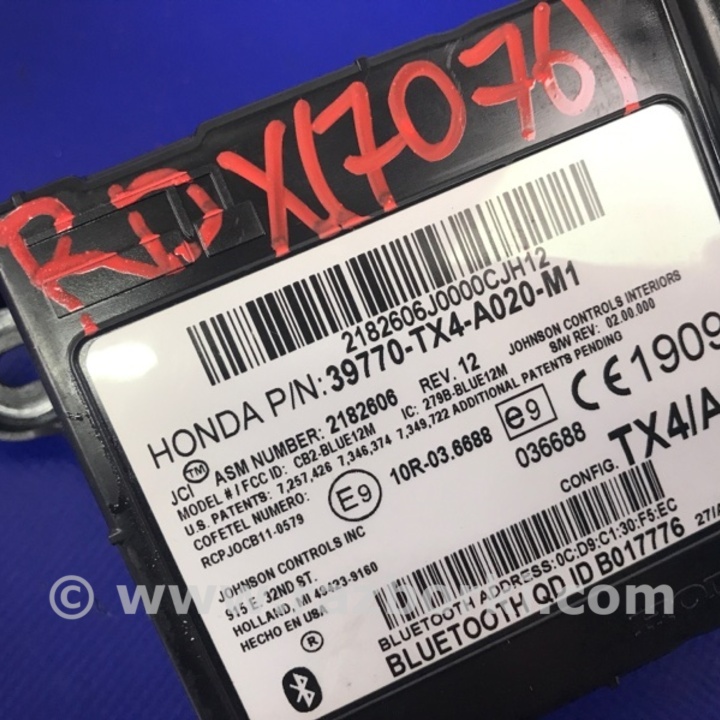 RDX(7076)
2182606J0000CJH12
HONDA P/N: 39770-TX4-A020-M1
JCI TM ASM NUMBER: 2182606 REV. 12 JOHNSON CONTROLS INTERIORS
MODEL # / FCC ID: CB2-BLUE12M IC: 279B-BLUE12M S/W REV: 02.00.000
U.S. PATENTS: 7,257,426 7,346,374 7,349,722 ADDITIONAL PATENTS PENDING
COFETEL NUMERO:
RCPJOCB11-0579
E9 10R-03.6688 e9 036688 CE1909
CONFIG. TX4/A
JOHNSON CONTROLS INC
915 E. 32ND ST.
HOLLAND, MI 49423-9160
HECHO EN USA
®
BLUETOOTH ADDRESS:0C:D9:C1:30:F5:EC
BLUETOOTH QD ID B017776